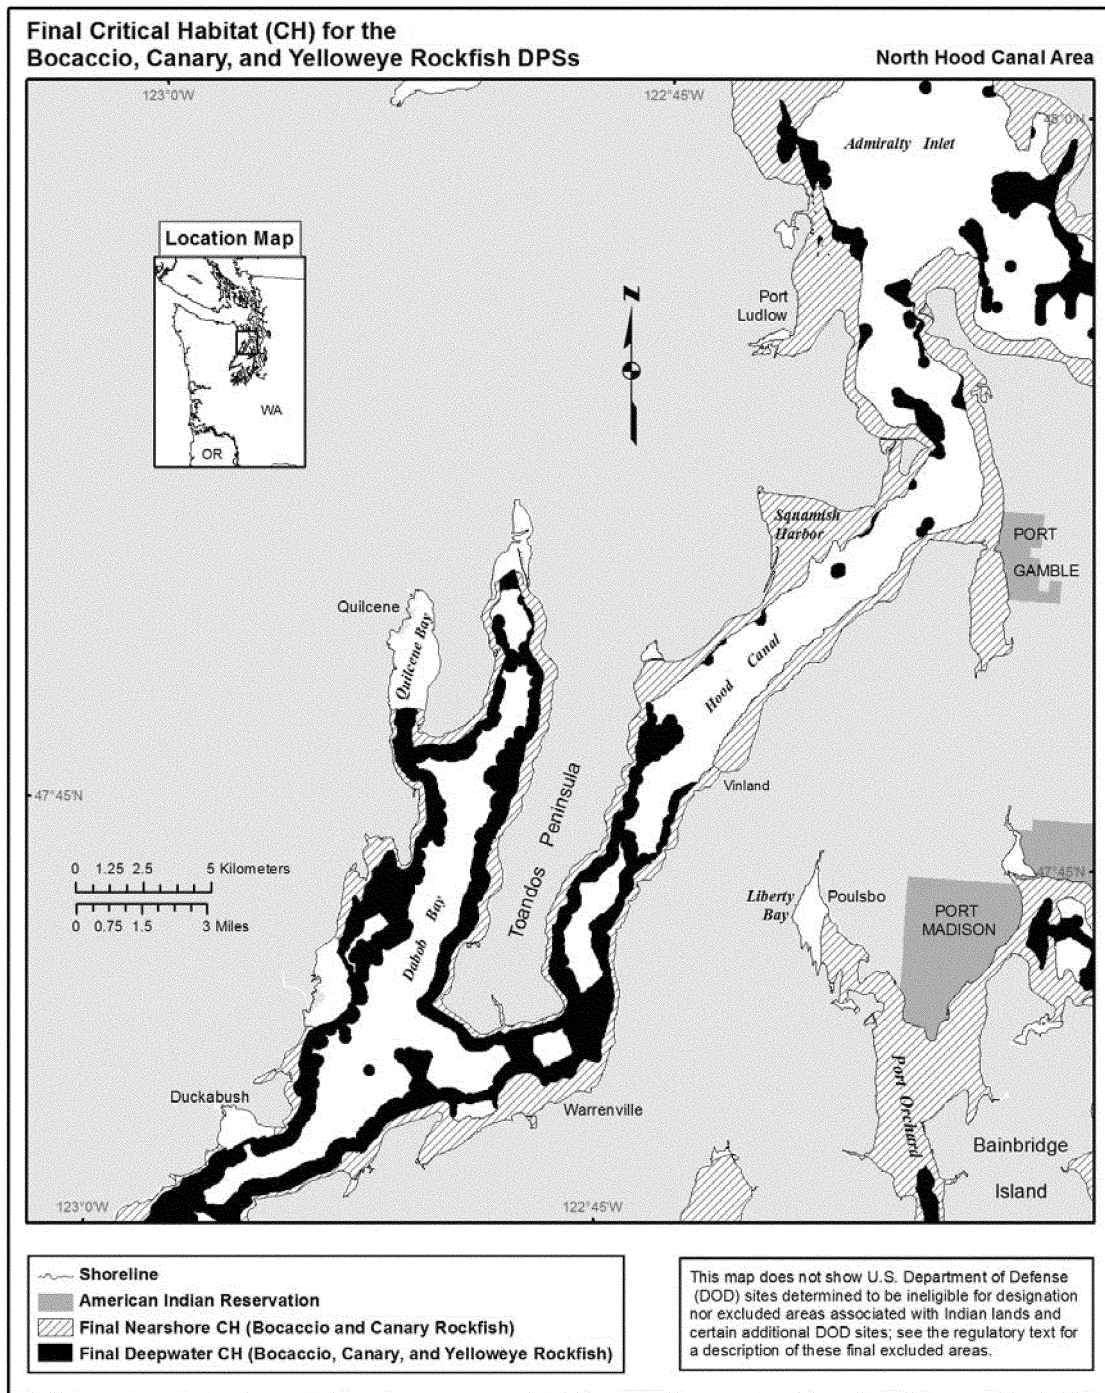 Final Critical Habitat (CH) for the
Bocaccio, Canary, and Yelloweye Rockfish DPSs
North Hood Canal Area
123°0'W
122°45'W
48°0'N
Admiralty Inlet
Location Map
WA
OR
N
Port
Ludlow
Squamish
Harbor
PORT
GAMBLE
Quilcene
Quilcene Bay
Hood Canal
Toandos Peninsula
Vinland
47°45'N
0 1.25 2.5 5 Kilometers
0 0.75 1.5 3 Miles
47°45'N
Liberty
Bay
Poulsbo
PORT
MADISON
Dabob Bay
Port Orchard
Duckabush
Warrenville
Bainbridge
Island
123°0'W
122°45'W
Shoreline
American Indian Reservation
Final Nearshore CH (Bocaccio and Canary Rockfish)
Final Deepwater CH (Bocaccio, Canary, and Yelloweye Rockfish)
This map does not show U.S. Department of Defense
(DOD) sites determined to be ineligible for designation
nor excluded areas associated with Indian lands and
certain additional DOD sites; see the regulatory text for
a description of these final excluded areas.